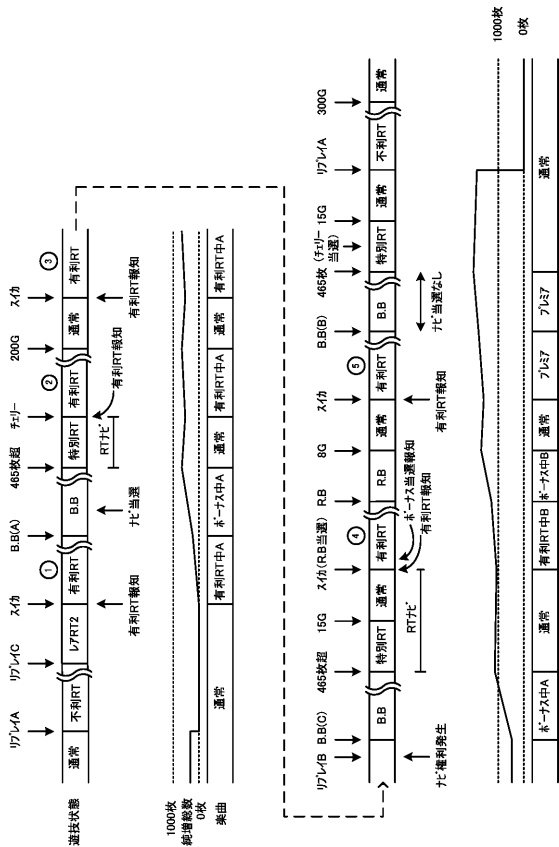 リプレイA
リプレイC
スイカ
B.B(A)
465枚超
チェリー
200G
スイカ
① ② ③
遊技状態
通常
不利RT
レアRT2
有利RT
B.B
特別RT
有利RT
通常
有利RT
有利RT報知
ナビ当選
RTナビ
有利RT報知
有利RT報知
1000枚
純増総数
0枚
楽曲
通常
有利RT中A
ボーナス中A
通常
有利RT中A
有利RT中A
リプレイB
B.B(C)
465枚超
15G
スイカ(R.B当選)
R.B
8G
スイカ
B.B(B)
465枚
(チェリー当選)
15G
リプレイA
300G
④ ⑤
B.B
特別RT
通常
有利RT
R.B
通常
有利RT
B.B
特別RT
通常
不利RT
通常
ナビ権利発生
RTナビ
ボーナス当選報知
有利RT報知
有利RT報知
ナビ当選なし
1000枚
0枚
ボーナス中A
通常
有利RT中B
ボーナス中B
通常
プレミア
プレミア
通常